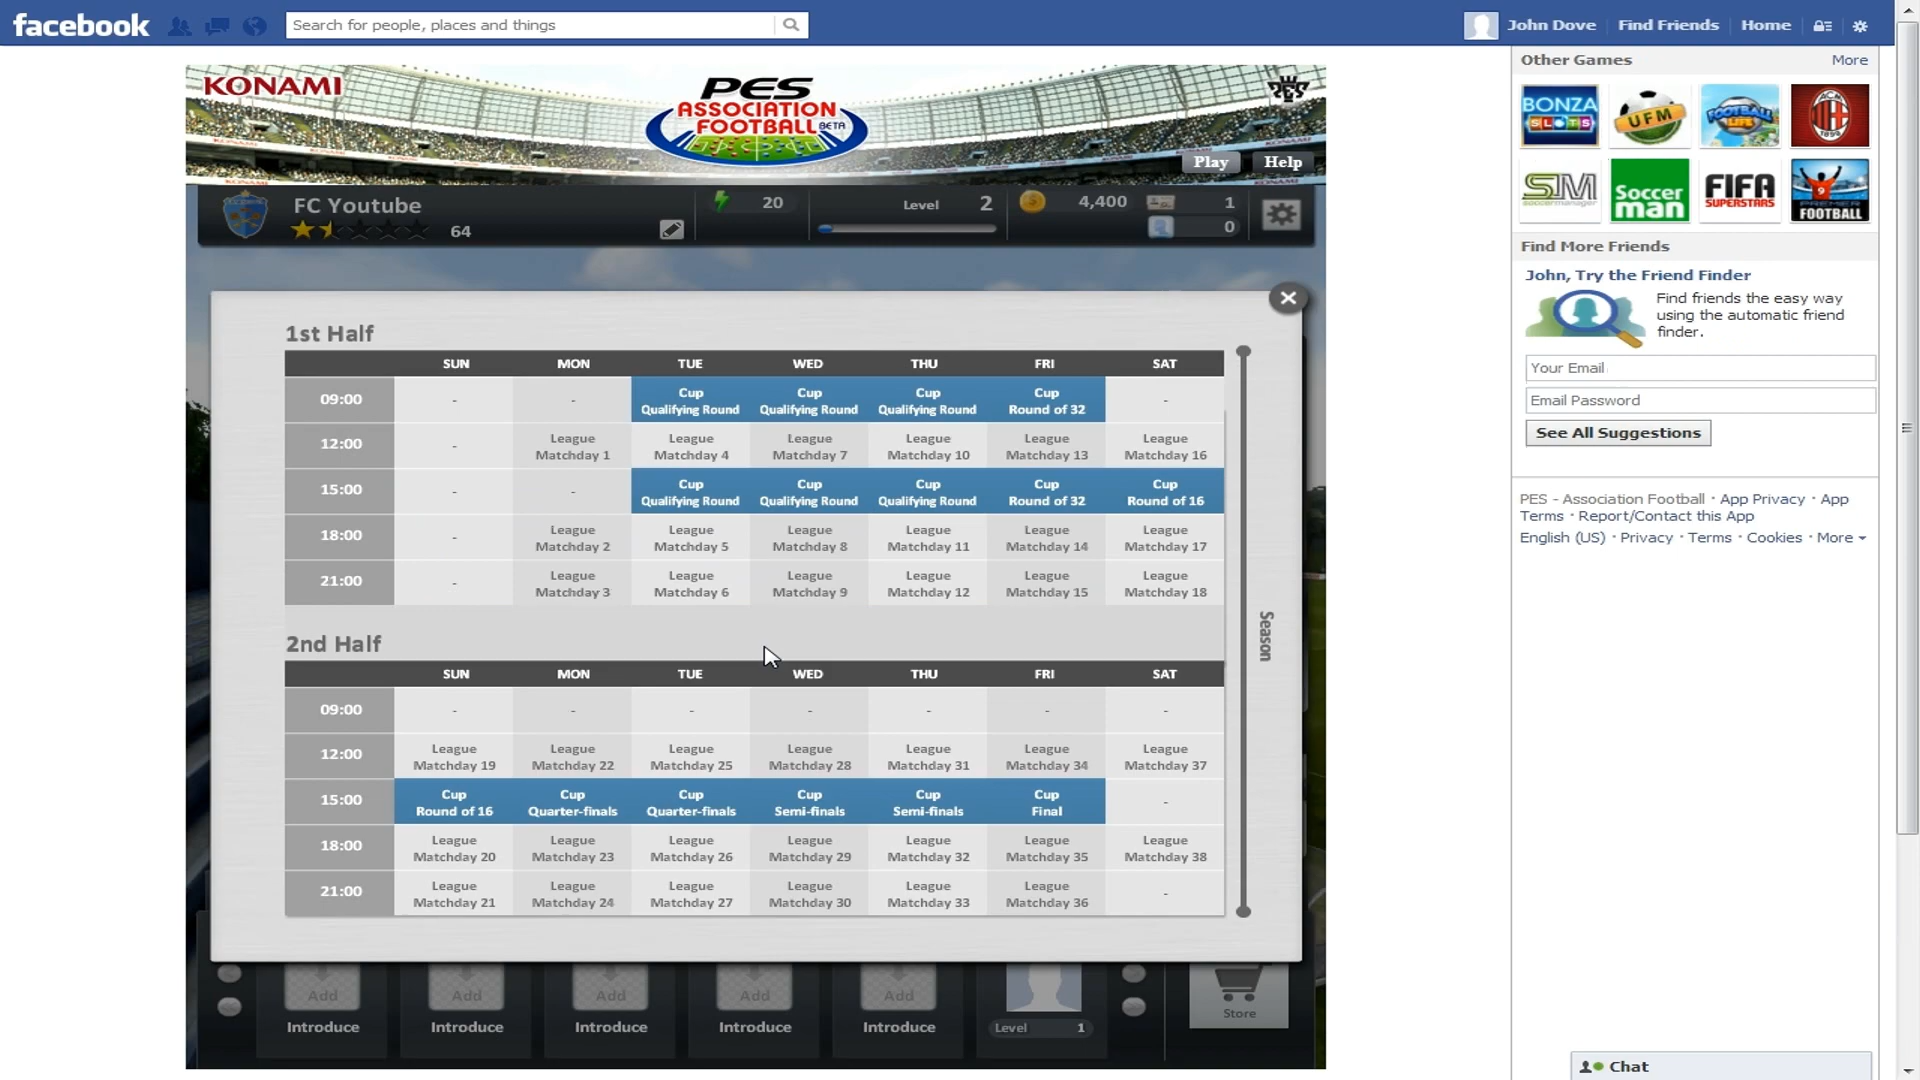 facebook
Search for people, places and things
John Dove
Find Friends
Home
KONAMI
PES
ASSOCIATION
FOOTBALL BETA
Play
Help
FC Youtube
64
20
Level 2
4,400
1
0
1st Half
SUN MON TUE WED THU FRI SAT
09:00 - - Cup Qualifying Round Cup Qualifying Round Cup Qualifying Round Cup Round of 32 -
12:00 - League Matchday 1 League Matchday 4 League Matchday 7 League Matchday 10 League Matchday 13 League Matchday 16
15:00 - - Cup Qualifying Round Cup Qualifying Round Cup Qualifying Round Cup Round of 32 Cup Round of 16
18:00 - League Matchday 2 League Matchday 5 League Matchday 8 League Matchday 11 League Matchday 14 League Matchday 17
21:00 - League Matchday 3 League Matchday 6 League Matchday 9 League Matchday 12 League Matchday 15 League Matchday 18
2nd Half
SUN MON TUE WED THU FRI SAT
09:00 - - - - - - -
12:00 League Matchday 19 League Matchday 22 League Matchday 25 League Matchday 28 League Matchday 31 League Matchday 34 League Matchday 37
15:00 Cup Round of 16 Cup Quarter-finals Cup Quarter-finals Cup Semi-finals Cup Semi-finals Cup Final -
18:00 League Matchday 20 League Matchday 23 League Matchday 26 League Matchday 29 League Matchday 32 League Matchday 35 League Matchday 38
21:00 League Matchday 21 League Matchday 24 League Matchday 27 League Matchday 30 League Matchday 33 League Matchday 36 -
Season
Add Add Add Add Add
Introduce Introduce Introduce Introduce Introduce
Level 1
Store
Other Games
More
BONZA
SLOTS
UFM
FOOTBALL
LIFE
ACM
1899
SM
soccermanager
Soccer
man
FIFA
SUPERSTARS
9
PREMIER
FOOTBALL
Find More Friends
John, Try the Friend Finder
Find friends the easy way
using the automatic friend
finder.
Your Email
Email Password
See All Suggestions
PES - Association Football · App Privacy · App
Terms · Report/Contact this App
English (US) · Privacy · Terms · Cookies · More
Chat